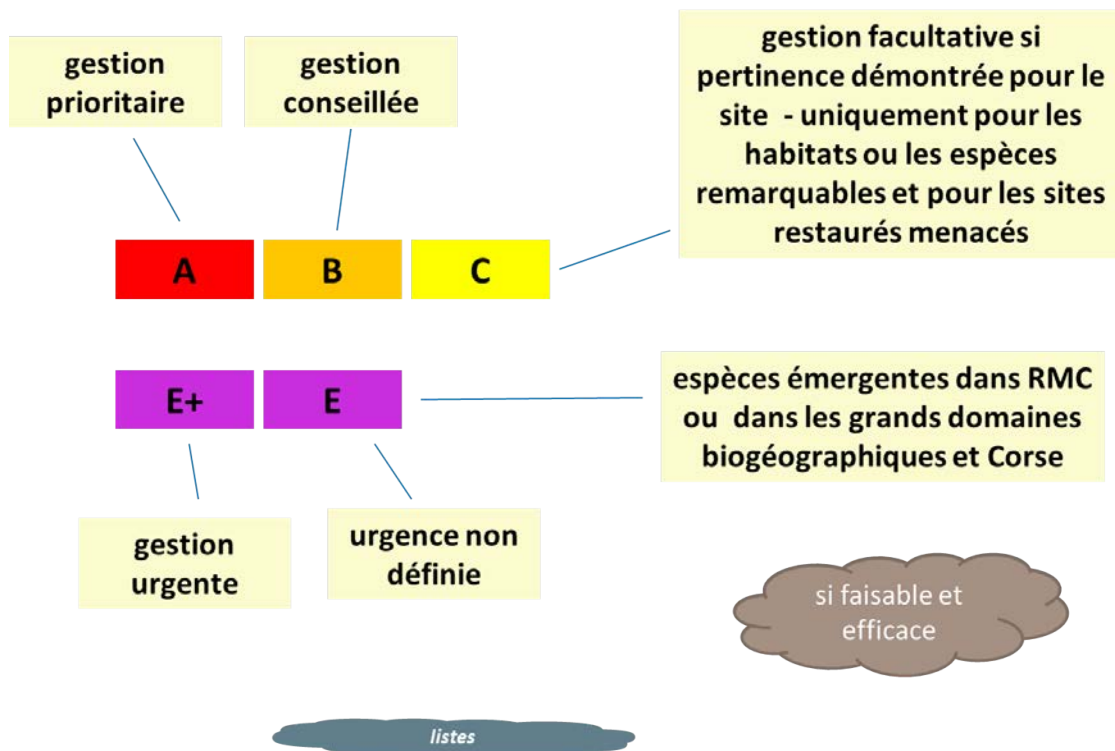 gestion
prioritaire
gestion
conseillée
gestion facultative si
pertinence démontrée pour le
site - uniquement pour les
habitats ou les espèces
remarquables et pour les sites
restaurés menacés
A
B
C
E+
E
espèces émergentes dans RMC
ou dans les grands domaines
biogéographiques et Corse
gestion
urgente
urgence non
définie
si faisable et
efficace
listes